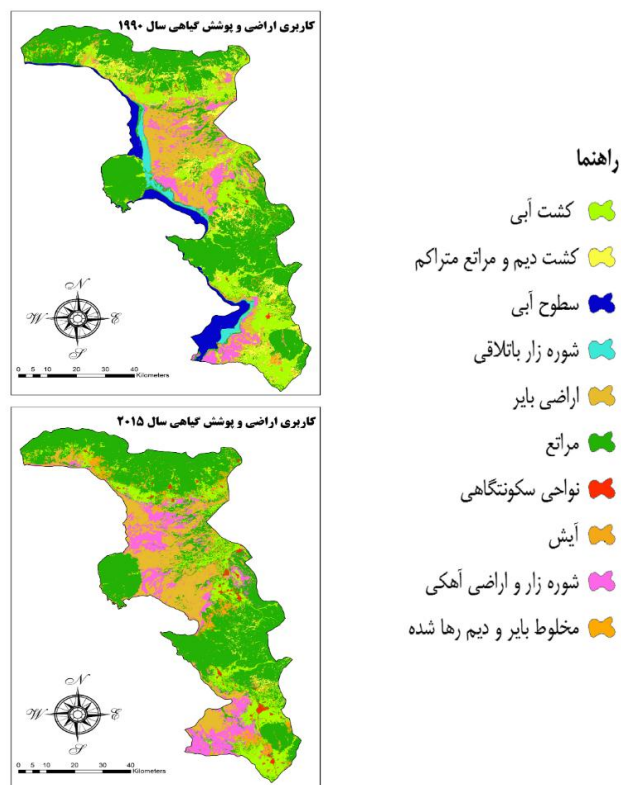 کاربری اراضی و پوشش گیاهی سال ۱۹۹۰
N
W E
S
0 5 10 20 30 40
Kilometers
کاربری اراضی و پوشش گیاهی سال ۲۰۱۵
N
W E
S
0 5 10 20 30 40
Kilometers
راهنما
کشت آبی
کشت دیم و مراتع متراکم
سطوح آبی
شوره زار باتلاقی
اراضی بایر
مراتع
نواحی سکونتگاهی
آیش
شوره زار و اراضی آهکی
مخلوط بایر و دیم رها شده